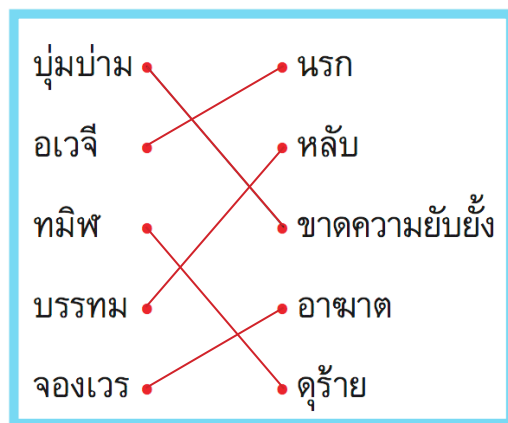 บุ่มบ่าม นรก
อเวจี หลับ
ทมิฬ ขาดความยับยั้ง
บรรทม อาฆาต
จองเวร ดุร้าย